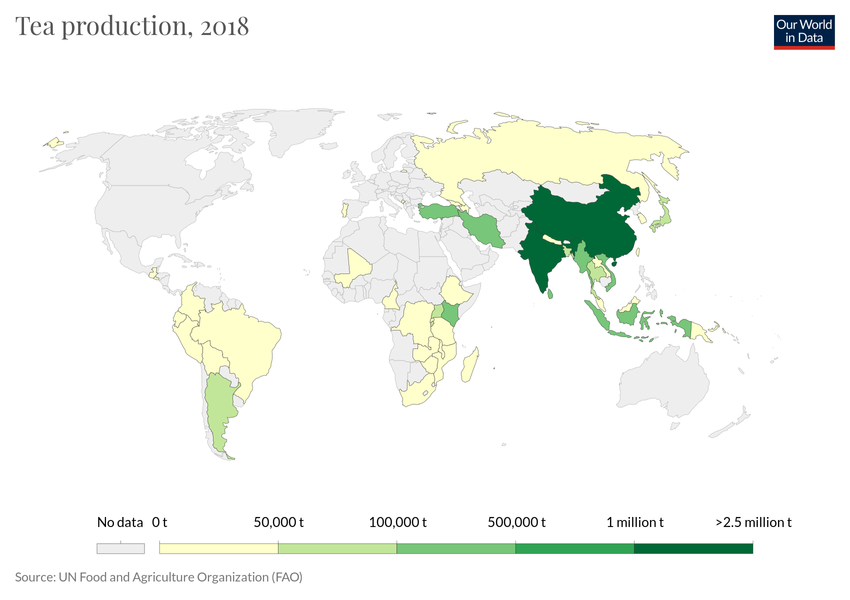 Tea production, 2018
Our World
in Data
No data 0 t 50,000 t 100,000 t 500,000 t 1 million t >2.5 million t
Source: UN Food and Agriculture Organization (FAO)